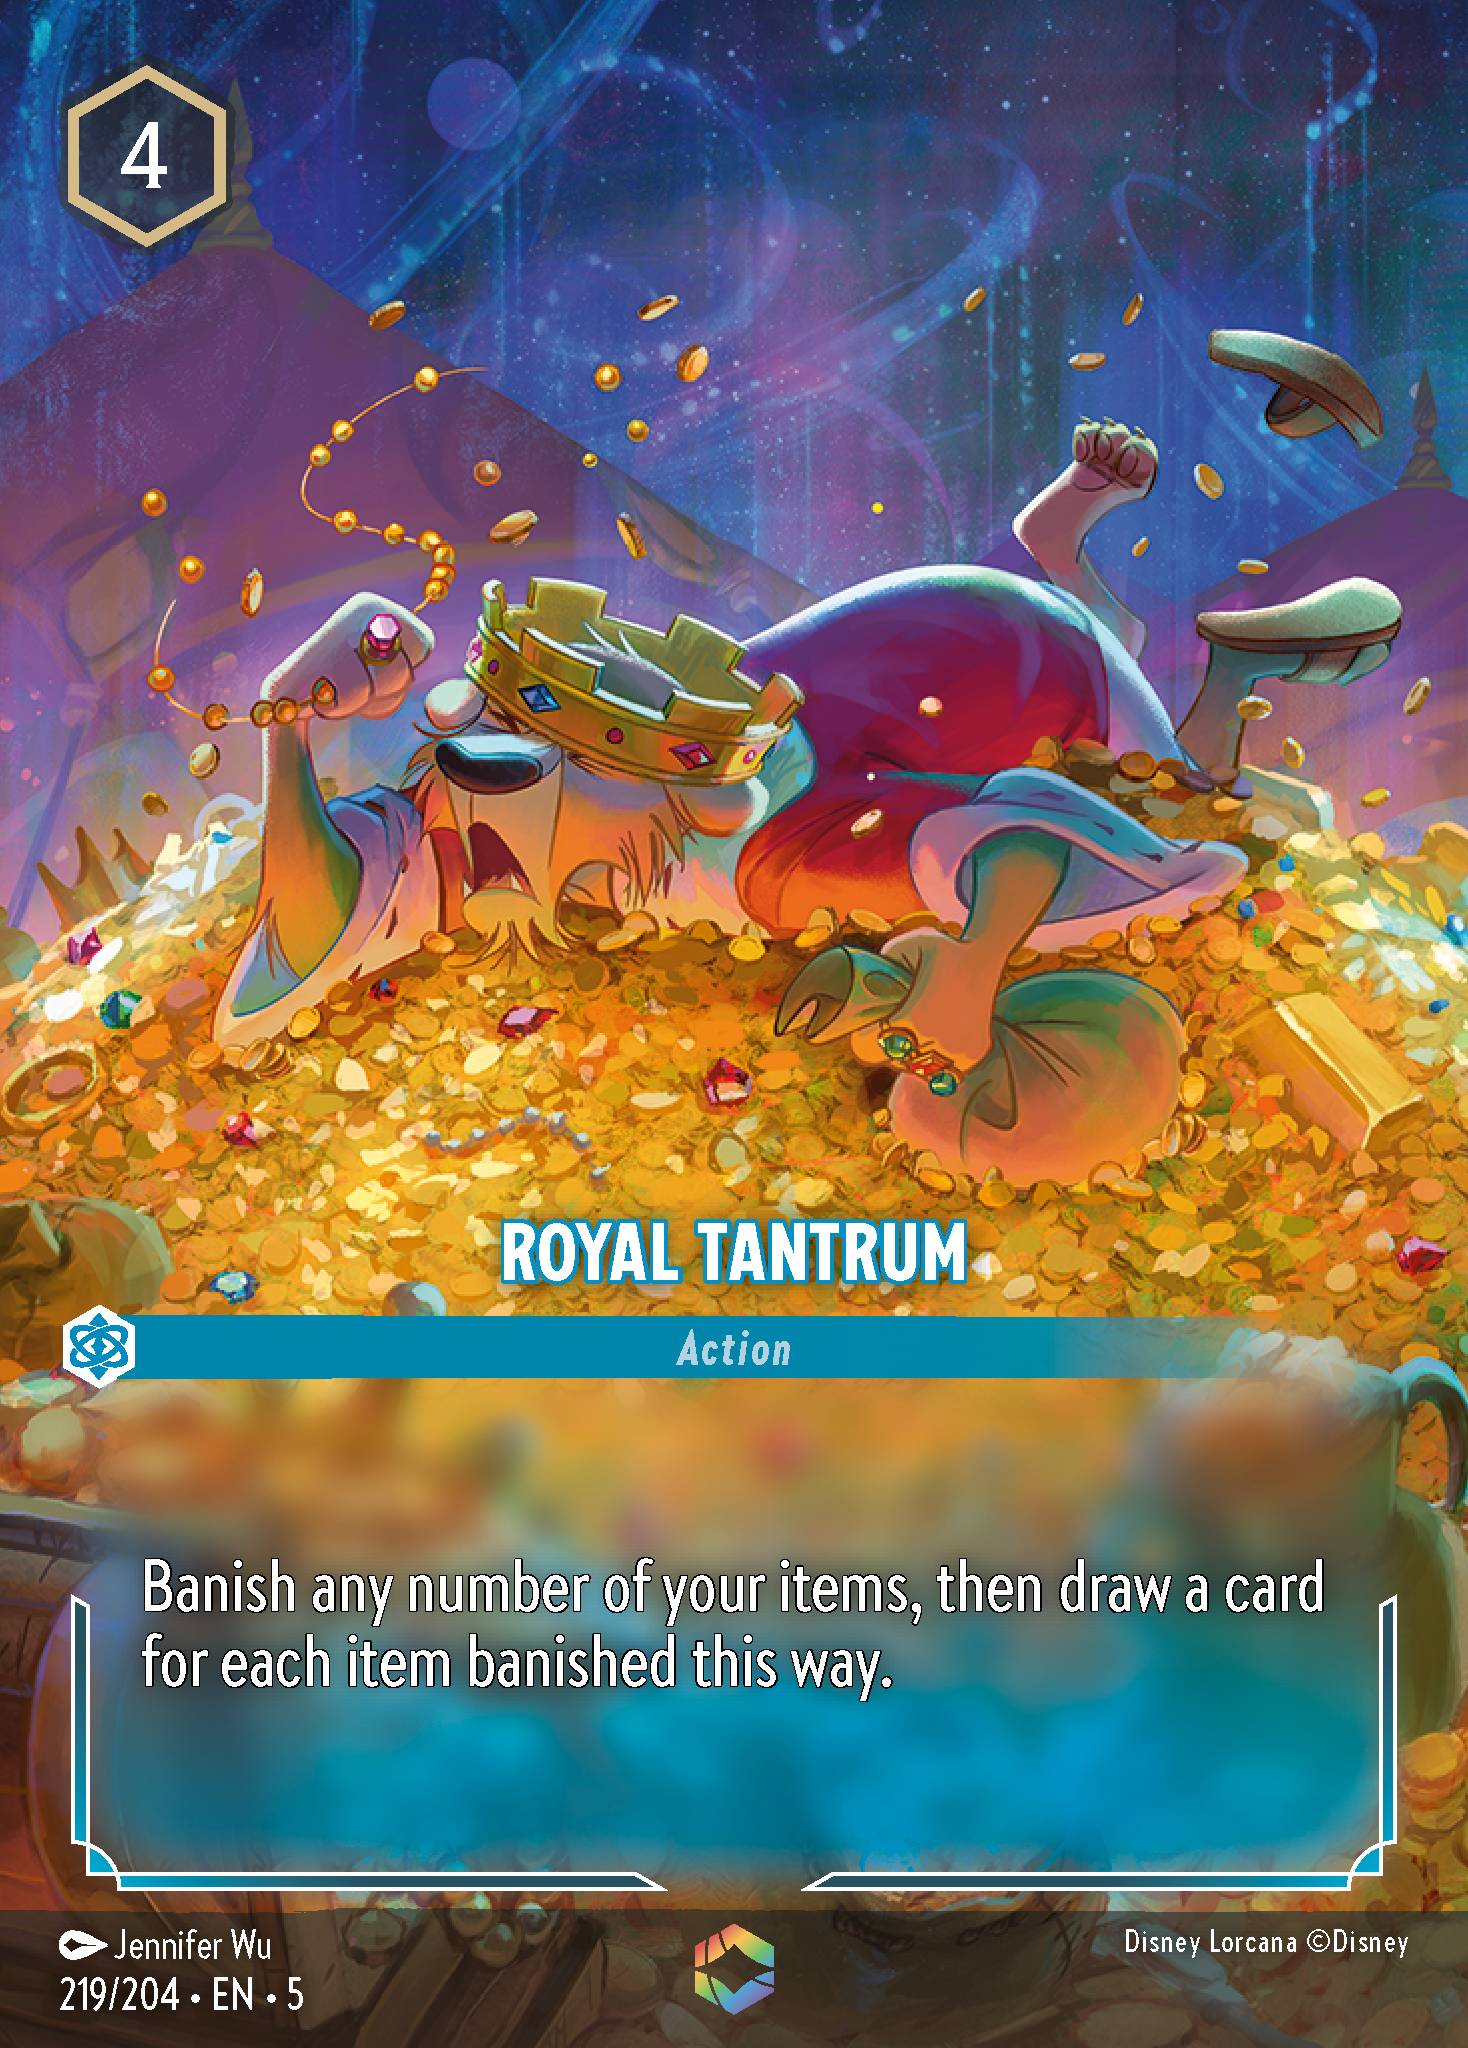 4
ROYAL TANTRUM
Action
Banish any number of your items, then draw a card
for each item banished this way.
Jennifer Wu
Disney Lorcana ©Disney
219/204 • EN • 5